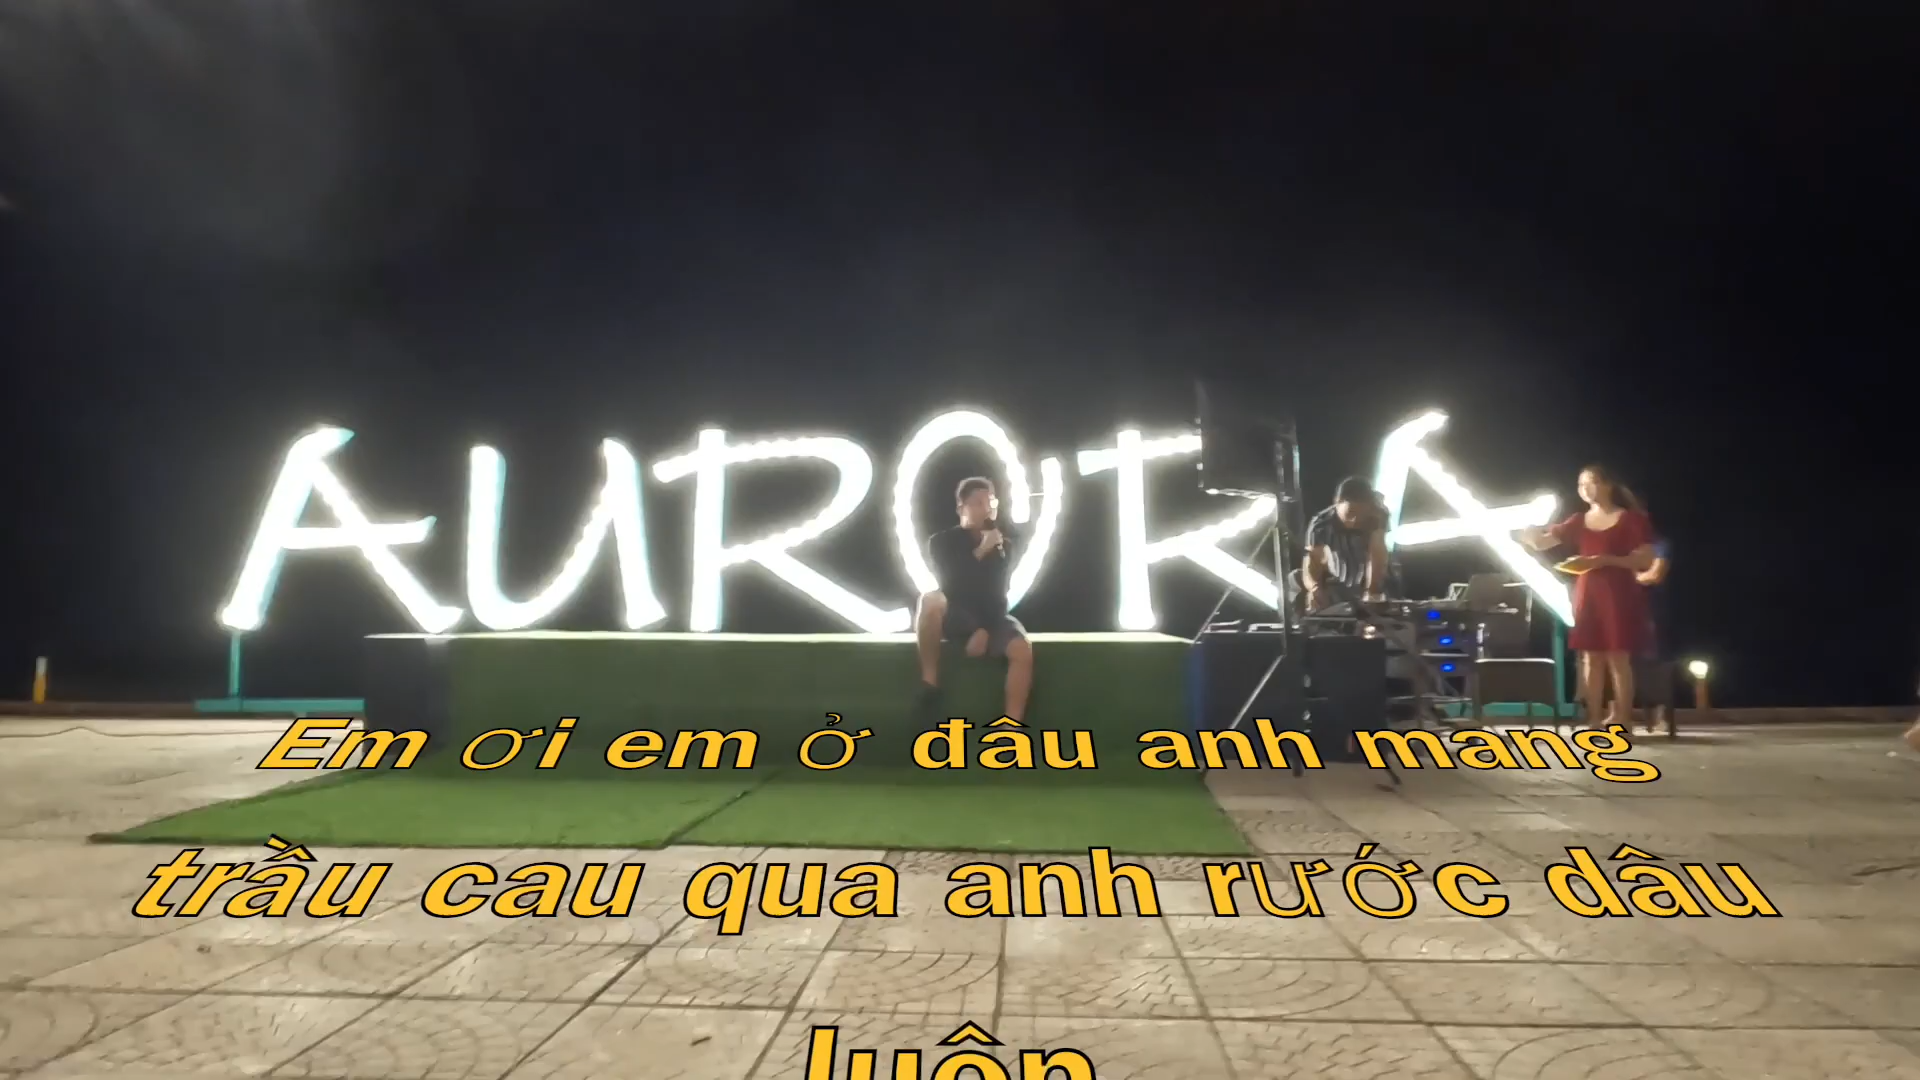 AURORA
Em ơi em ở đâu anh mang
trầu cau qua anh rước dâu
luôn